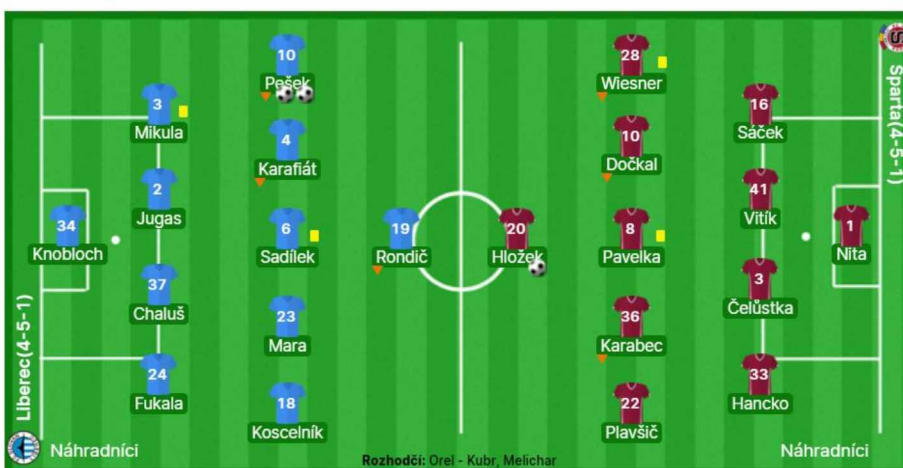 10
Pešek
3
Mikula
4
Karafiát
2
Jugas
34
Knobloch
6
Sadílek
19
Rondič
37
Chaluš
23
Mara
24
Fukala
18
Koscelník
Liberec(4-5-1)
Náhradníci
28
Wiesner
16
Sáček
10
Dočkal
41
Vitík
20
Hložek
8
Pavelka
1
Nita
3
Čelůstka
36
Karabec
33
Hancko
22
Plavšič
Sparta(4-5-1)
Náhradníci
Rozhodčí: Orel - Kubr, Melichar